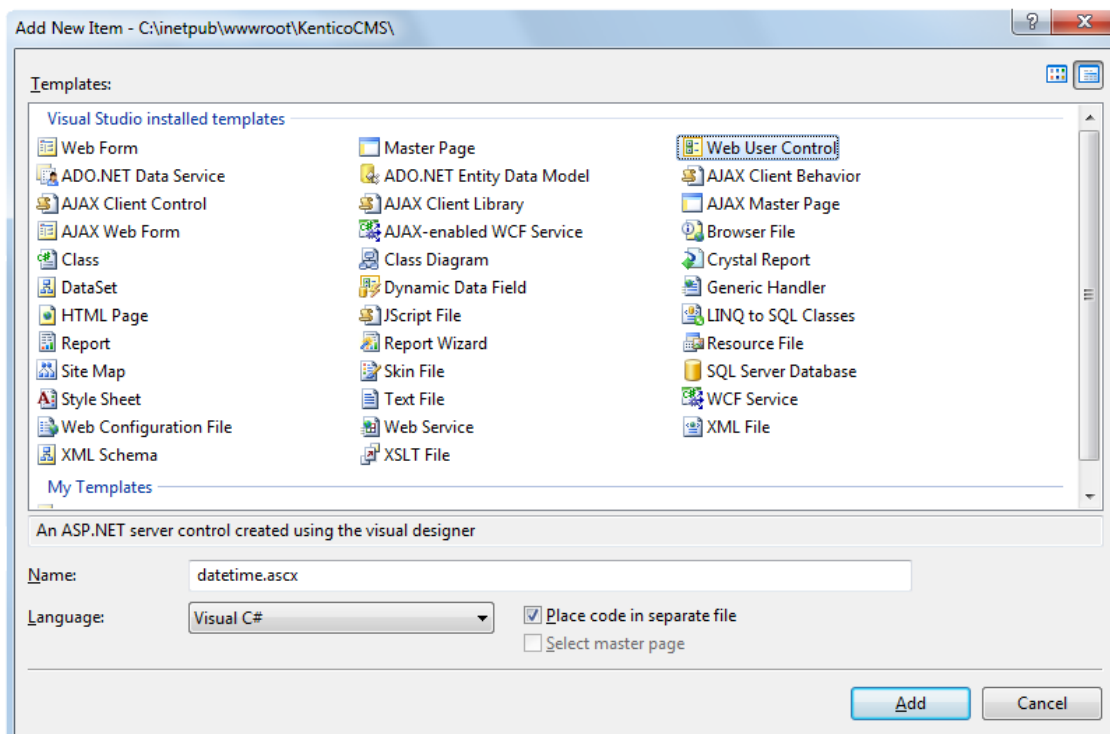 Add New Item - C:\inetpub\wwwroot\KenticoCMS\
Templates:
Visual Studio installed templates
Web Form Master Page Web User Control
ADO.NET Data Service ADO.NET Entity Data Model AJAX Client Behavior
AJAX Client Control AJAX Client Library AJAX Master Page
AJAX Web Form AJAX-enabled WCF Service Browser File
Class Class Diagram Crystal Report
DataSet Dynamic Data Field Generic Handler
HTML Page JScript File LINQ to SQL Classes
Report Report Wizard Resource File
Site Map Skin File SQL Server Database
Style Sheet Text File WCF Service
Web Configuration File Web Service XML File
XML Schema XSLT File
My Templates
An ASP.NET server control created using the visual designer
Name: datetime.ascx
Language: Visual C# Place code in separate file
Select master page
Add Cancel